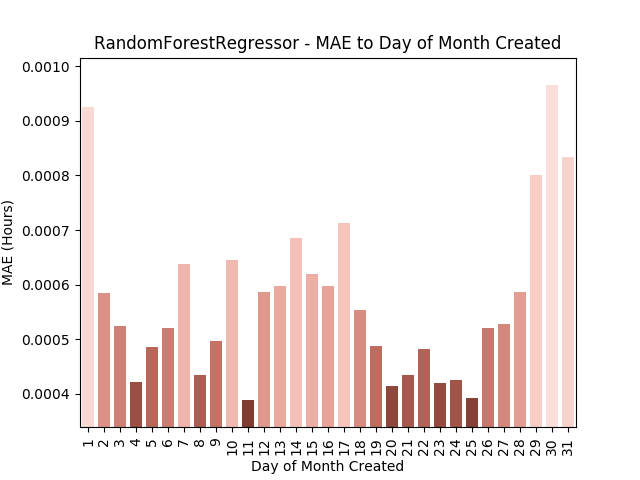 RandomForestRegressor - MAE to Day of Month Created
0.0010
0.0009
0.0008
0.0007
0.0006
0.0005
0.0004
MAE (Hours)
1 2 3 4 5 6 7 8 9 10 11 12 13 14 15 16 17 18 19 20 21 22 23 24 25 26 27 28 29 30 31
Day of Month Created